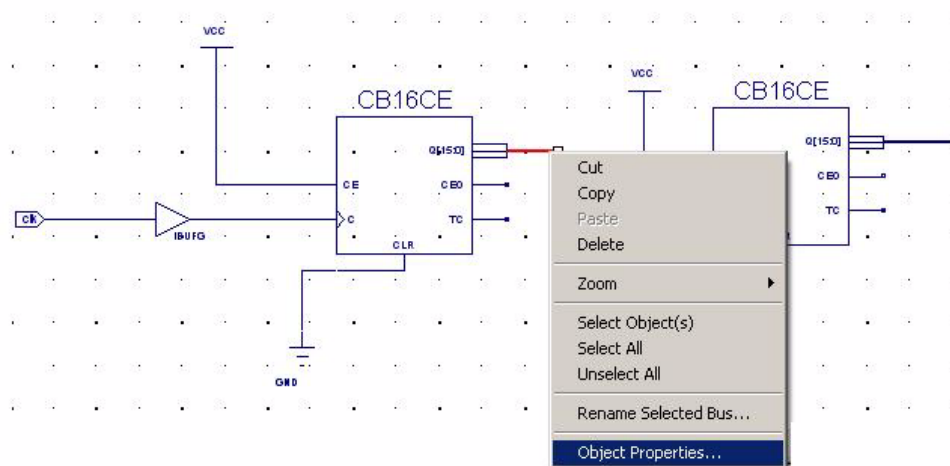 VCC
CB16CE
Q[15:0]
CE
CEO
clk
IBUFG
C
TC
CLR
GND
VCC
CB16CE
Q[15:0]
CEO
TC
Cut
Copy
Paste
Delete
Zoom
Select Object(s)
Select All
Unselect All
Rename Selected Bus...
Object Properties...